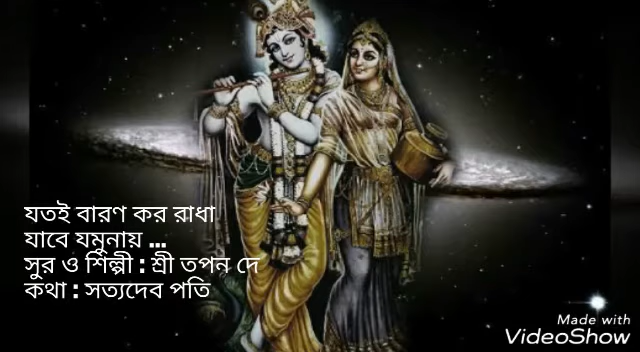 যতই বারণ কর রাধা
যাবে যমুনায় ...
সুর ও শিল্পী : শ্রী তপন দে
কথা : সত্যদেব পতি
Made with
VideoShow